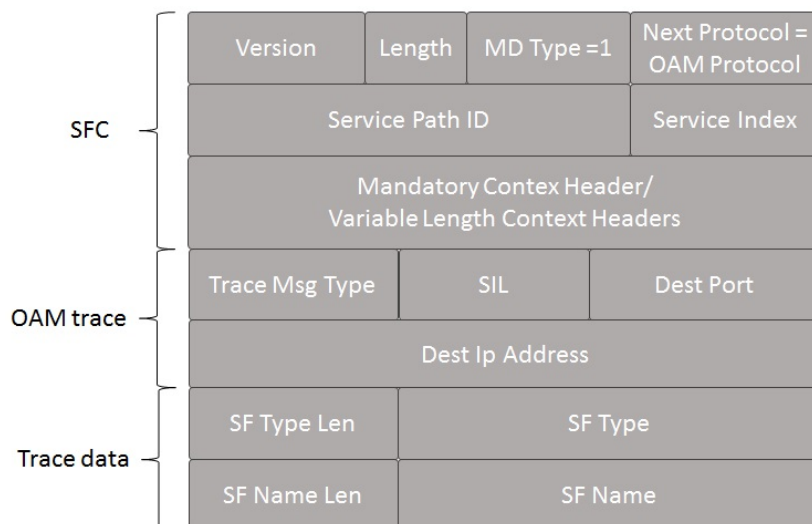 Version
Length
MD Type =1
Next Protocol =
OAM Protocol
SFC
Service Path ID
Service Index
Mandatory Contex Header/
Variable Length Context Headers
OAM trace
Trace Msg Type
SIL
Dest Port
Dest Ip Address
Trace data
SF Type Len
SF Type
SF Name Len
SF Name